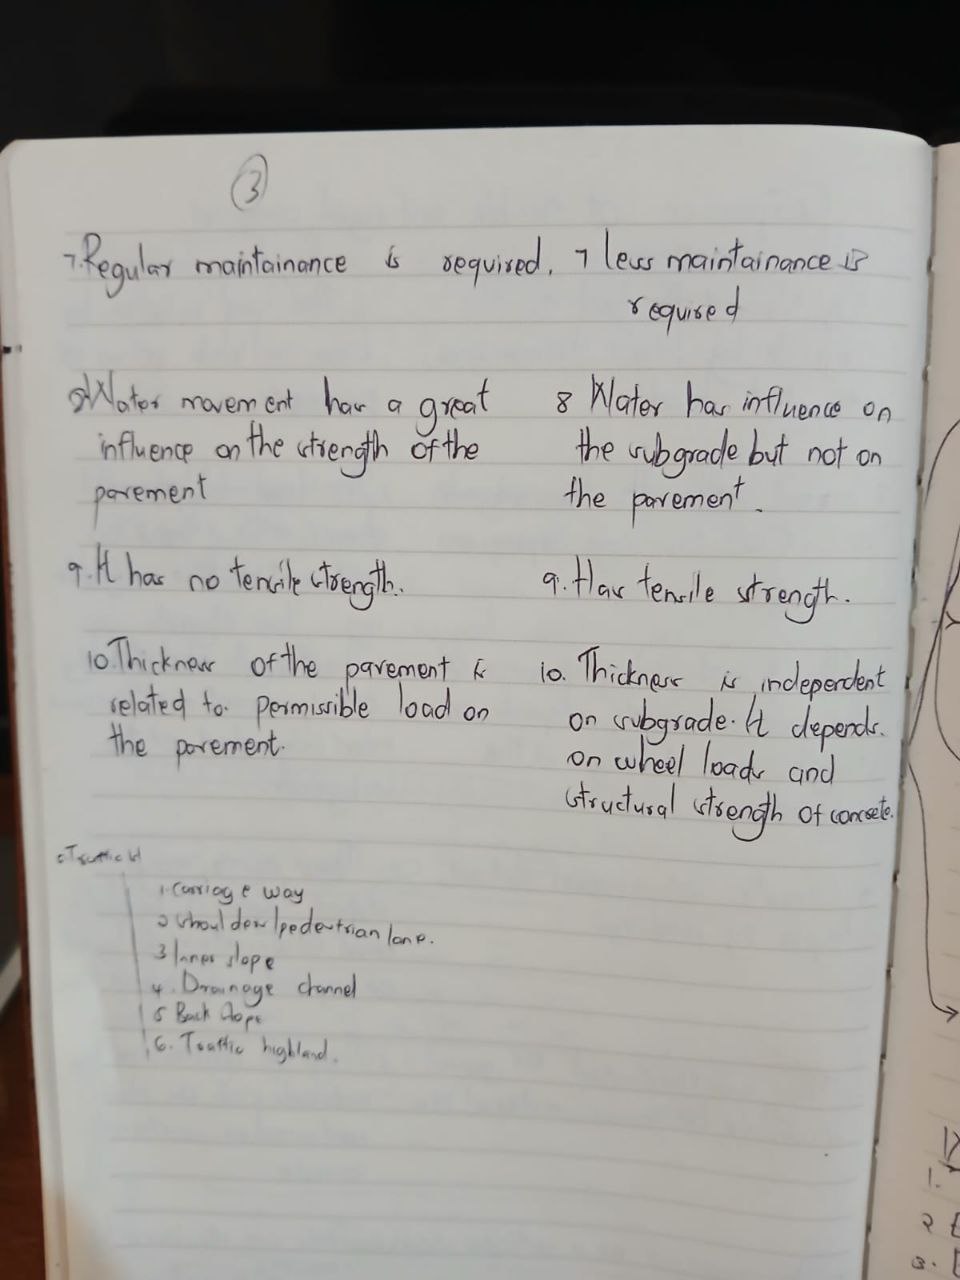 3
7. Regular maintainance is required.
7 less maintainance is
required
8 Water movement has a great
influence on the strength of the
pavement
8 Water has influence on
the subgrade but not on
the pavement.
9. It has no tensile strength.
9. Has tensile strength.
10. Thickness of the pavement is
related to permissible load on
the pavement.
10. Thickness is independent
on subgrade. It depends
on wheel loads and
structural strength of concrete.
1. Carriage way
2 shoulder/pedestrian lane.
3 Inner slope
4. Drainage channel
5 Back slope
6. Traffic highland.
1.
2
3.